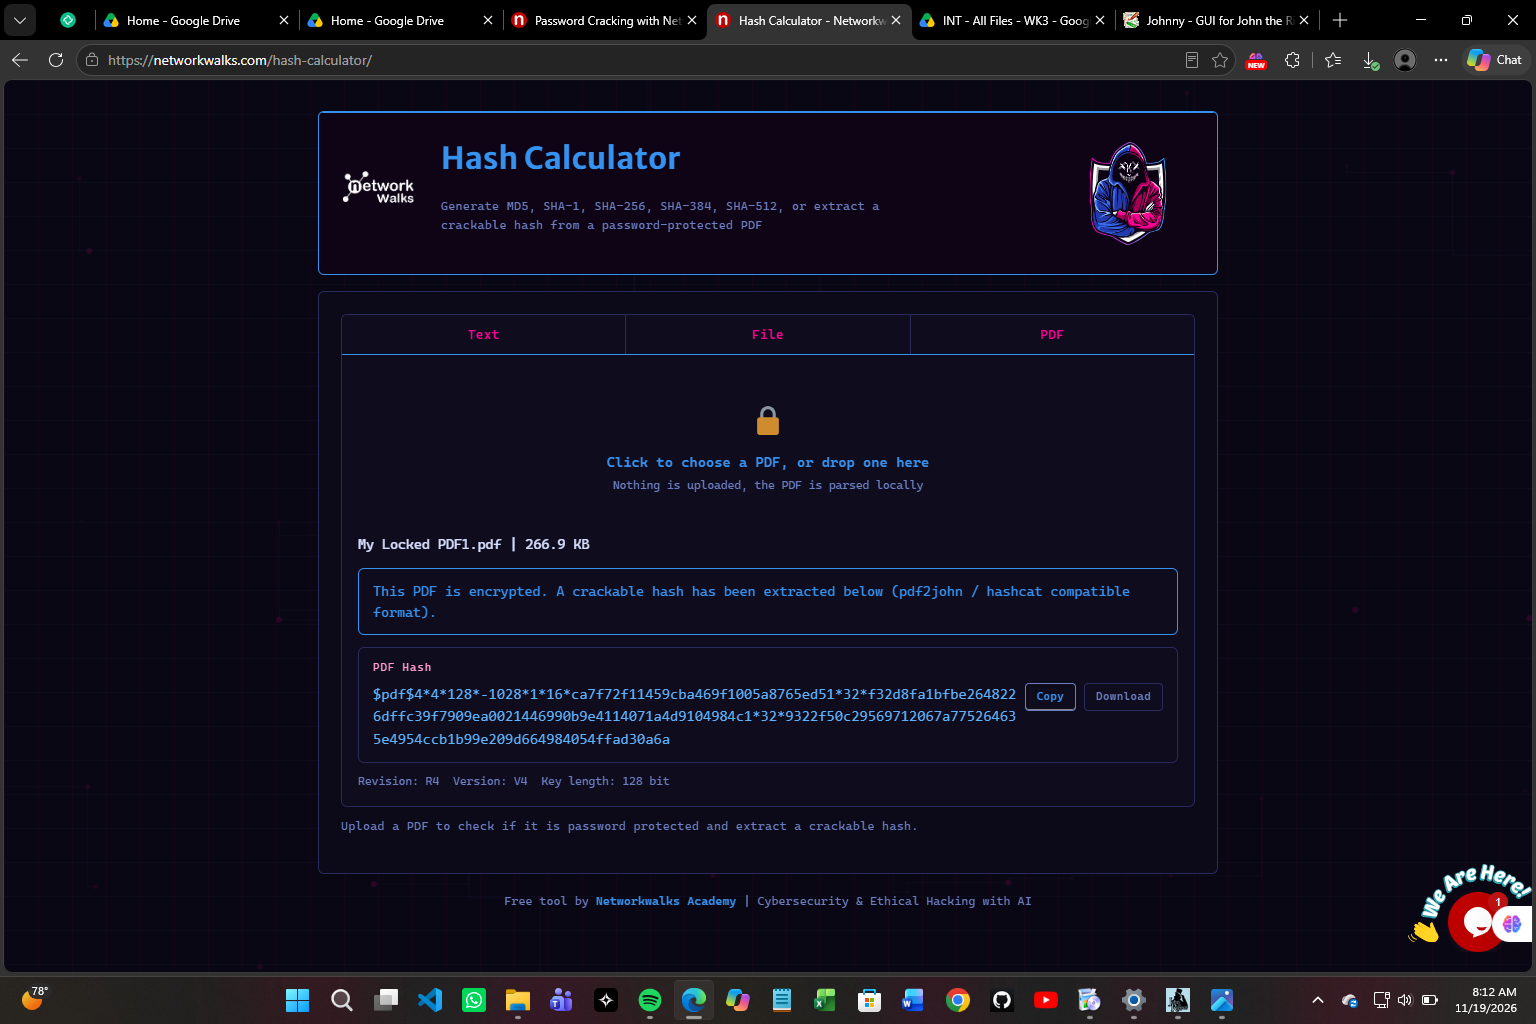 Home - Google Drive
Home - Google Drive
Password Cracking with Net
Hash Calculator - Networkw
INT - All Files - WK3 - Goog
Johnny - GUI for John the R
https://networkwalks.com/hash-calculator/
NEW
Chat
network
Walks
Hash Calculator
Generate MD5, SHA-1, SHA-256, SHA-384, SHA-512, or extract a
crackable hash from a password-protected PDF
Text
File
PDF
Click to choose a PDF, or drop one here
Nothing is uploaded, the PDF is parsed locally
My Locked PDF1.pdf | 266.9 KB
This PDF is encrypted. A crackable hash has been extracted below (pdf2john / hashcat compatible
format).
PDF Hash
$pdf$4*4*128*-1028*1*16*ca7f72f11459cba469f1005a8765ed51*32*f32d8fa1bfbe264822
6dffc39f7909ea0021446990b9e4114071a4d9104984c1*32*9322f50c29569712067a77526463
5e4954ccb1b99e209d664984054ffad30a6a
Copy
Download
Revision: R4 Version: V4 Key length: 128 bit
Upload a PDF to check if it is password protected and extract a crackable hash.
Free tool by Networkwalks Academy | Cybersecurity & Ethical Hacking with AI
We Are Here!
1
78°
8:12 AM
11/19/2026